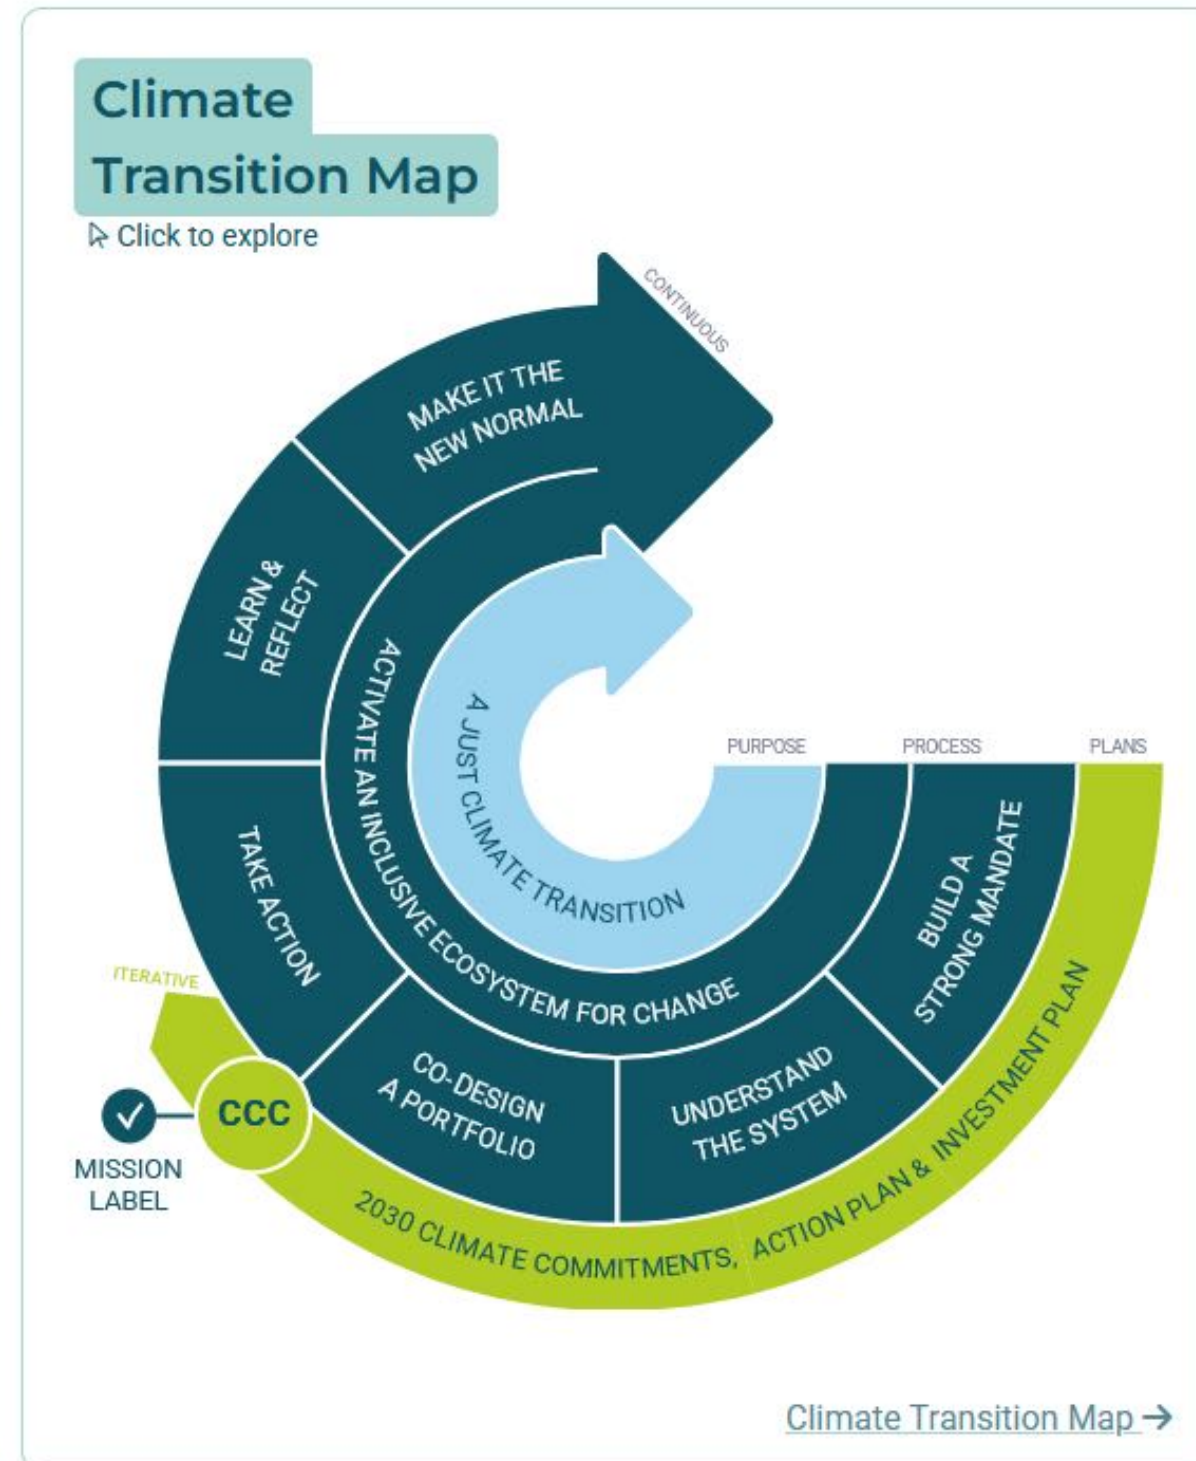 Climate
Transition Map
Click to explore
CONTINUOUS
MAKE IT THE
NEW NORMAL
LEARN &
REFLECT
TAKE ACTION
CO-DESIGN
A PORTFOLIO
UNDERSTAND
THE SYSTEM
BUILD A
STRONG MANDATE
ACTIVATE AN INCLUSIVE ECOSYSTEM FOR CHANGE
A JUST CLIMATE TRANSITION
PURPOSE
PROCESS
PLANS
ITERATIVE
CCC
MISSION
LABEL
2030 CLIMATE COMMITMENTS, ACTION PLAN & INVESTMENT PLAN
Climate Transition Map